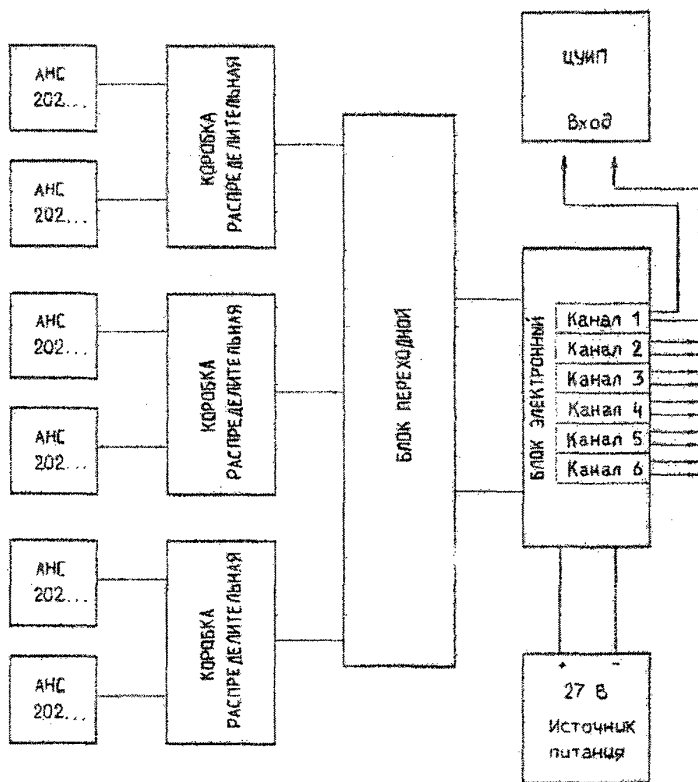 АНС
202...
АНС
202...
КОРОБКА
РАСПРЕДЕЛИТЕЛЬНАЯ
АНС
202...
АНС
202...
КОРОБКА
РАСПРЕДЕЛИТЕЛЬНАЯ
АНС
202...
АНС
202...
КОРОБКА
РАСПРЕДЕЛИТЕЛЬНАЯ
БЛОК ПЕРЕХОДНОЙ
ЦУИП
Вход
БЛОК ЭЛЕКТРОННЫЙ
Канал 1
Канал 2
Канал 3
Канал 4
Канал 5
Канал 6
+ −
27 В
Источник
питания